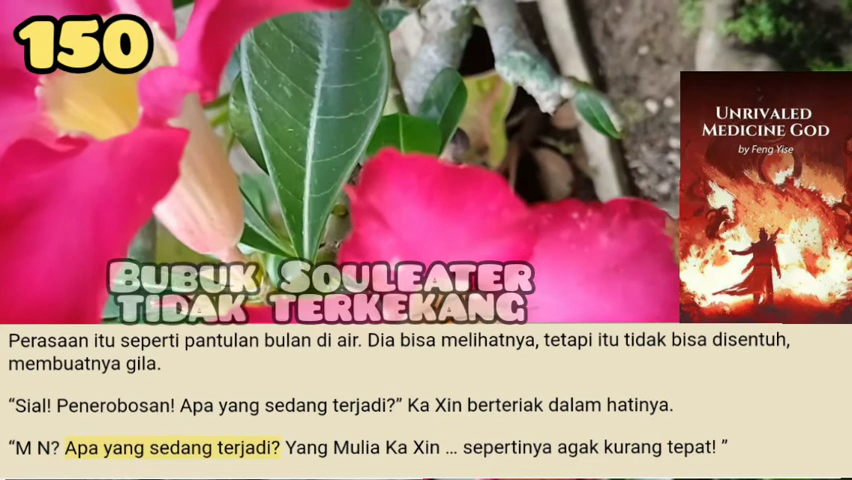 150
UNRIVALED
MEDICINE GOD
by Feng Yise
BUBUK SOULEATER
TIDAK TERKEKANG
Perasaan itu seperti pantulan bulan di air. Dia bisa melihatnya, tetapi itu tidak bisa disentuh,
membuatnya gila.
“Sial! Penerobosan! Apa yang sedang terjadi?” Ka Xin berteriak dalam hatinya.
“M N? Apa yang sedang terjadi? Yang Mulia Ka Xin … sepertinya agak kurang tepat! ”